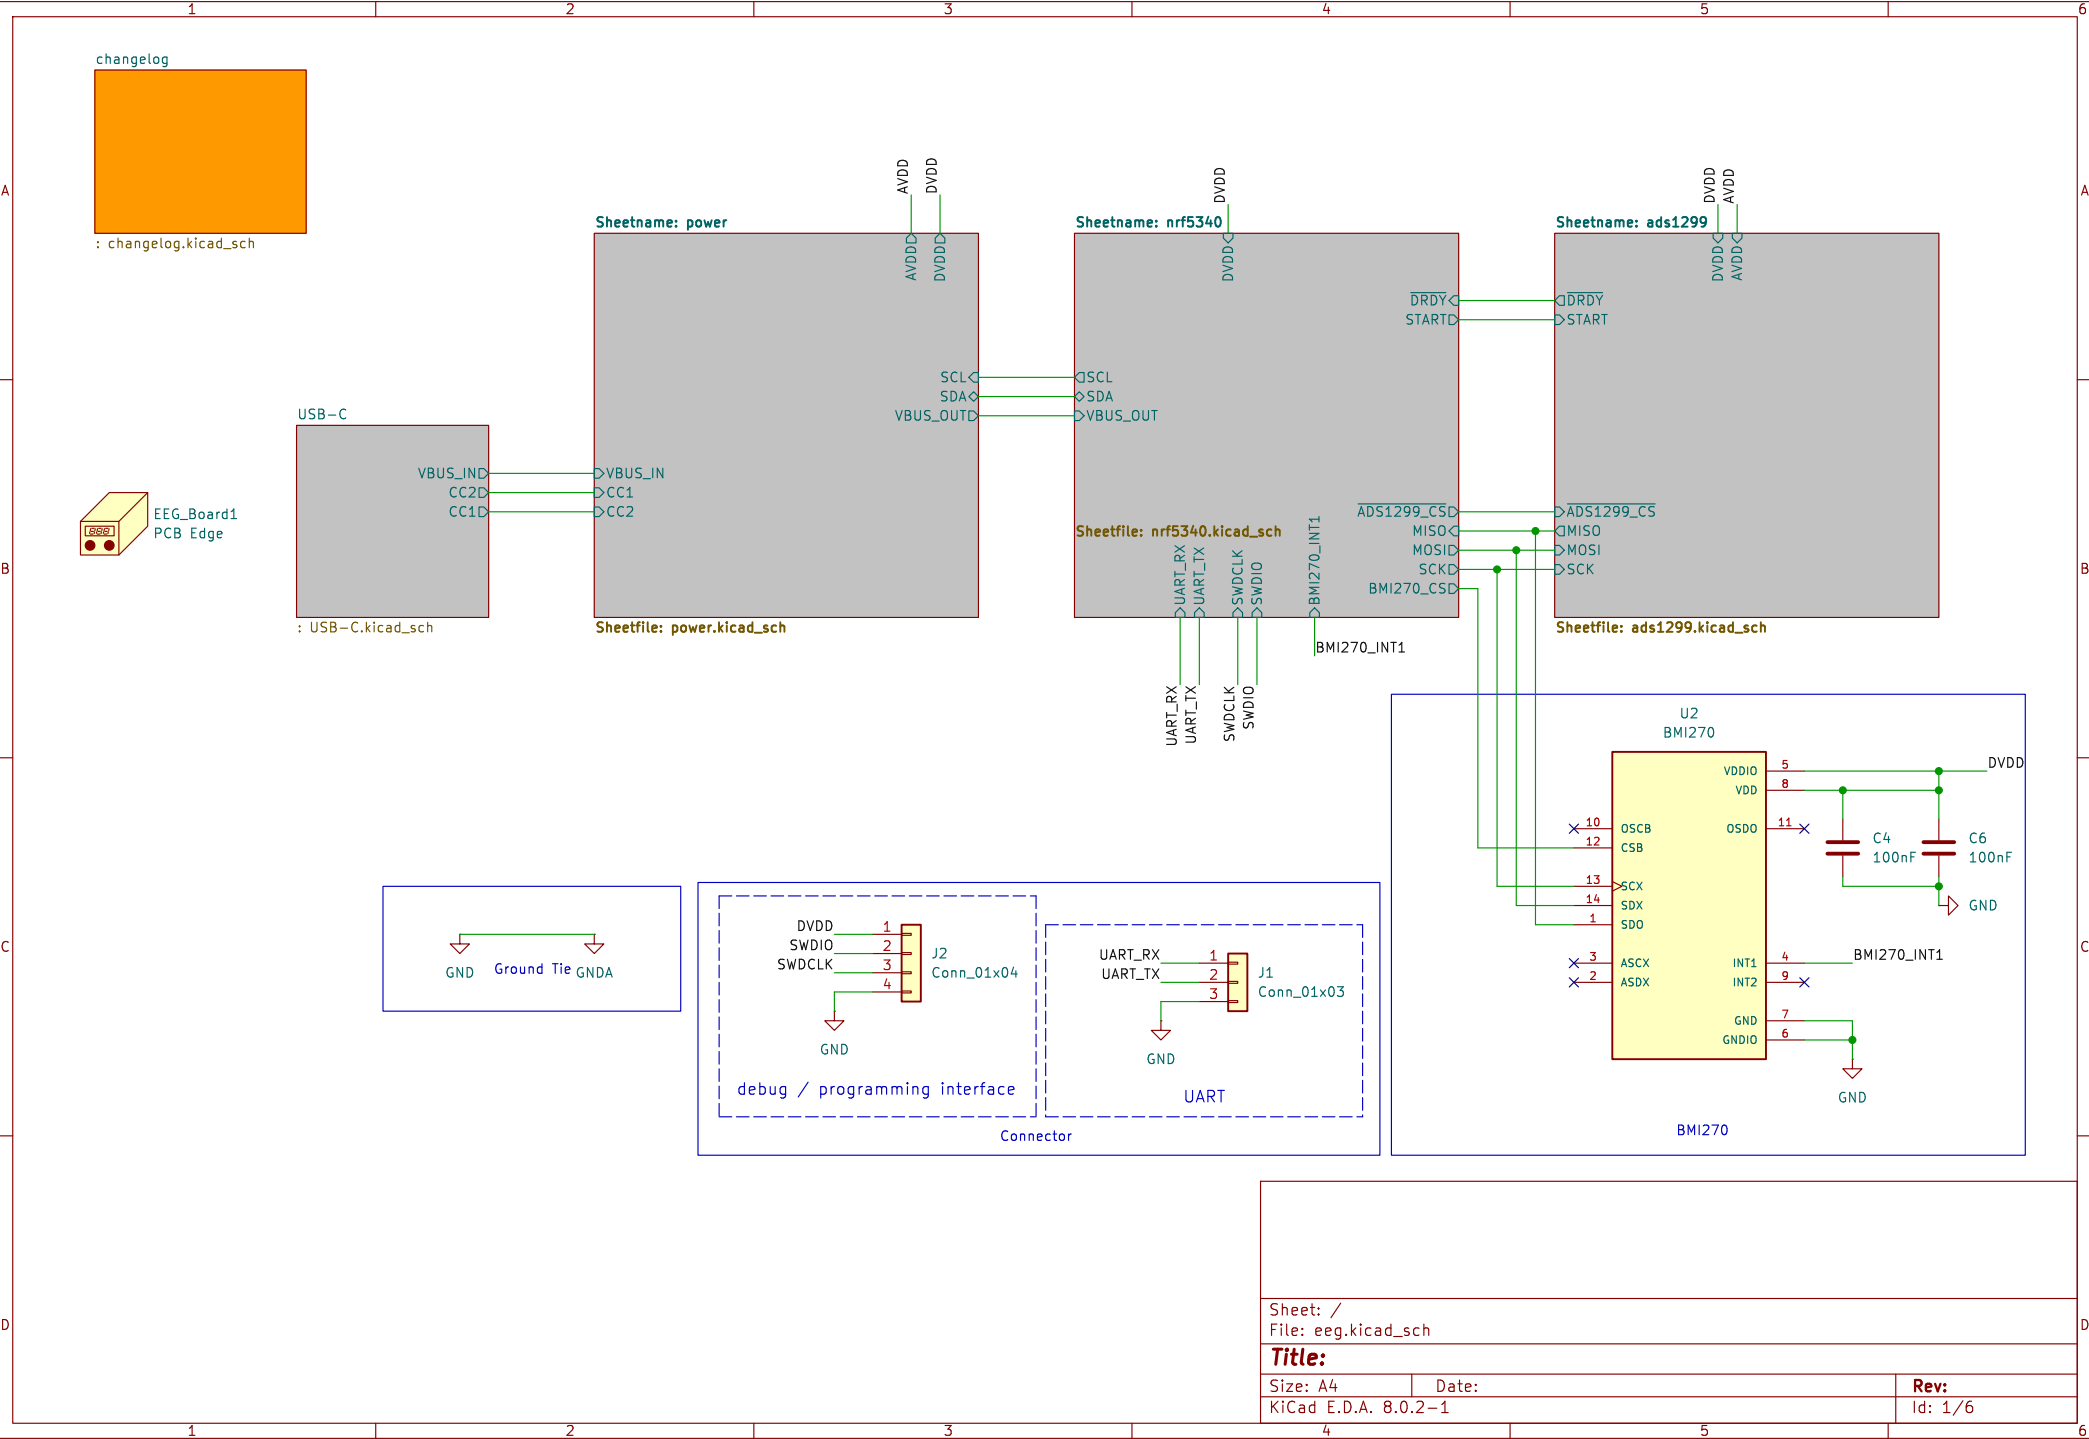 1 2 3 4 5 6
A A
B B
C C
D D
1 2 3 4 5 6
changelog
: changelog.kicad_sch
EEG_Board1
PCB Edge
888
USB-C
VBUS_IN
CC2
CC1
: USB-C.kicad_sch
AVDD
DVDD
Sheetname: power
AVDD
DVDD
SCL
SDA
VBUS_OUT
VBUS_IN
CC1
CC2
Sheetfile: power.kicad_sch
DVDD
Sheetname: nrf5340
DVDD
DRDY
START
SCL
SDA
VBUS_OUT
ADS1299_CS
MISO
MOSI
SCK
BMI270_CS
Sheetfile: nrf5340.kicad_sch
UART_RX
UART_TX
SWDCLK
SWDIO
BMI270_INT1
BMI270_INT1
UART_RX
UART_TX
SWDCLK
SWDIO
DVDD
AVDD
Sheetname: ads1299
DVDD
AVDD
DRDY
START
ADS1299_CS
MISO
MOSI
SCK
Sheetfile: ads1299.kicad_sch
U2
BMI270
VDDIO 5
VDD 8
DVDD
10 OSCB
12 CSB
OSDO 11
C4
100nF
C6
100nF
13 SCX
14 SDX
1 SDO
GND
3 ASCX
2 ASDX
INT1 4
INT2 9
BMI270_INT1
GND 7
GNDIO 6
GND
BMI270
GND
Ground Tie
GNDA
DVDD 1
SWDIO 2
SWDCLK 3
4
J2
Conn_01x04
GND
debug / programming interface
UART_RX 1
UART_TX 2
3
J1
Conn_01x03
GND
UART
Connector
Sheet: /
File: eeg.kicad_sch
Title:
Size: A4
Date:
Rev:
KiCad E.D.A. 8.0.2-1
Id: 1/6